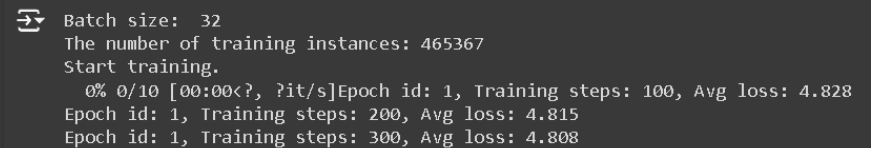 Batch size:  32
The number of training instances: 465367
Start training.
  0% 0/10 [00:00<?, ?it/s]Epoch id: 1, Training steps: 100, Avg loss: 4.828
Epoch id: 1, Training steps: 200, Avg loss: 4.815
Epoch id: 1, Training steps: 300, Avg loss: 4.808